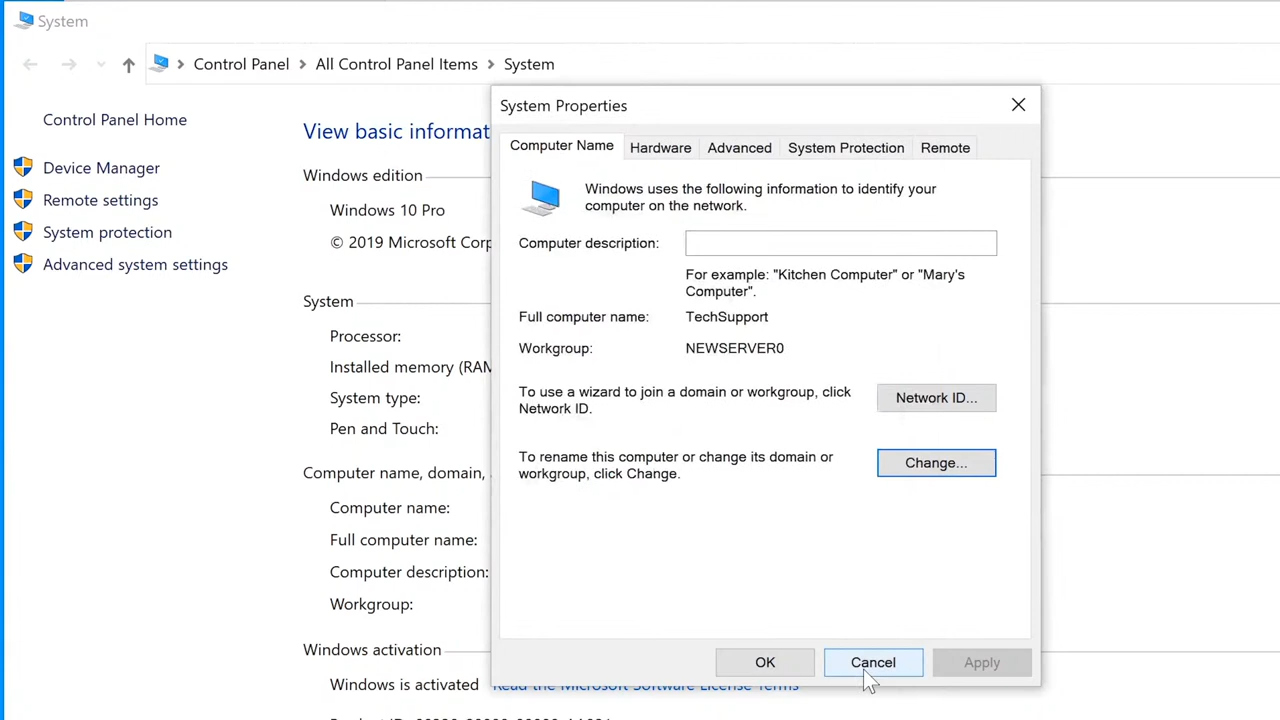 System
Control Panel > All Control Panel Items > System
Control Panel Home
Device Manager
Remote settings
System protection
Advanced system settings
View basic informat
Windows edition
Windows 10 Pro
© 2019 Microsoft Corp
System
Processor:
Installed memory (RAM
System type:
Pen and Touch:
Computer name, domain,
Computer name:
Full computer name:
Computer description:
Workgroup:
Windows activation
Windows is activated Read the Microsoft Software License Terms
System Properties
Computer Name Hardware Advanced System Protection Remote
Windows uses the following information to identify your
computer on the network.
Computer description:
For example: "Kitchen Computer" or "Mary's
Computer".
Full computer name: TechSupport
Workgroup: NEWSERVER0
To use a wizard to join a domain or workgroup, click
Network ID.
Network ID...
To rename this computer or change its domain or
workgroup, click Change.
Change...
OK Cancel Apply